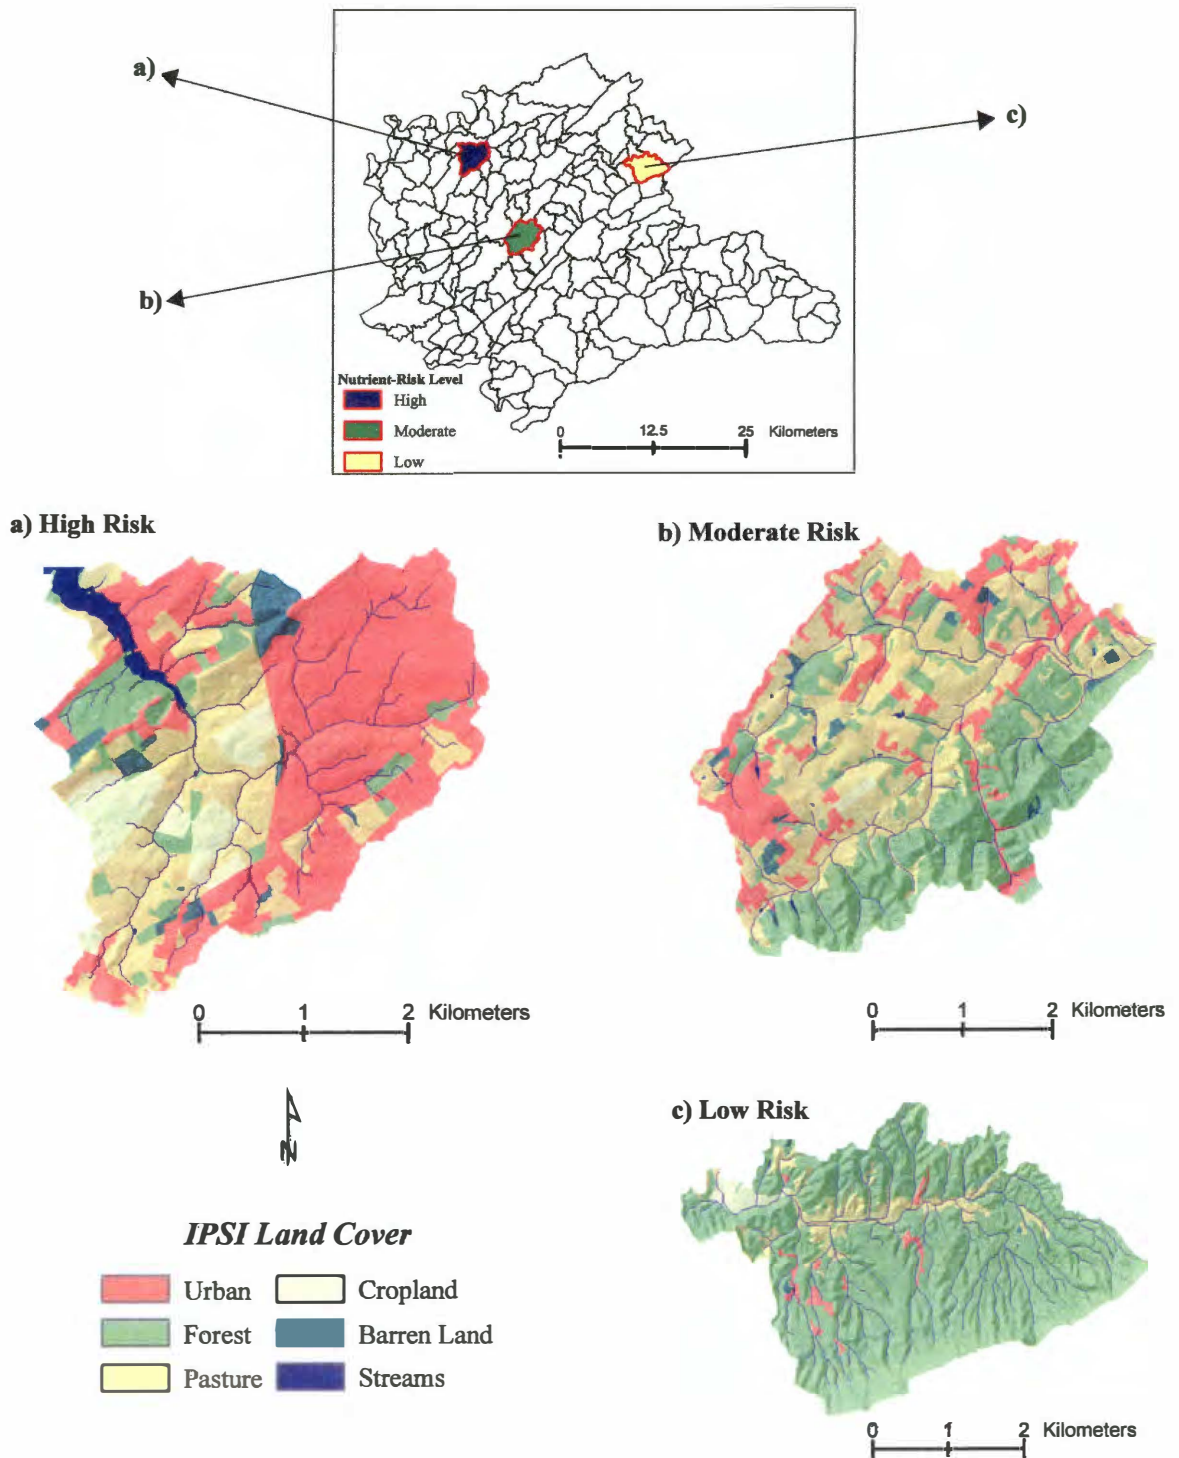 a)
c)
b)
Nutrient-Risk Level
High
Moderate
Low
0 12.5 25 Kilometers
a) High Risk
b) Moderate Risk
0 1 2 Kilometers
0 1 2 Kilometers
N
c) Low Risk
IPSI Land Cover
Urban Cropland
Forest Barren Land
Pasture Streams
0 1 2 Kilometers